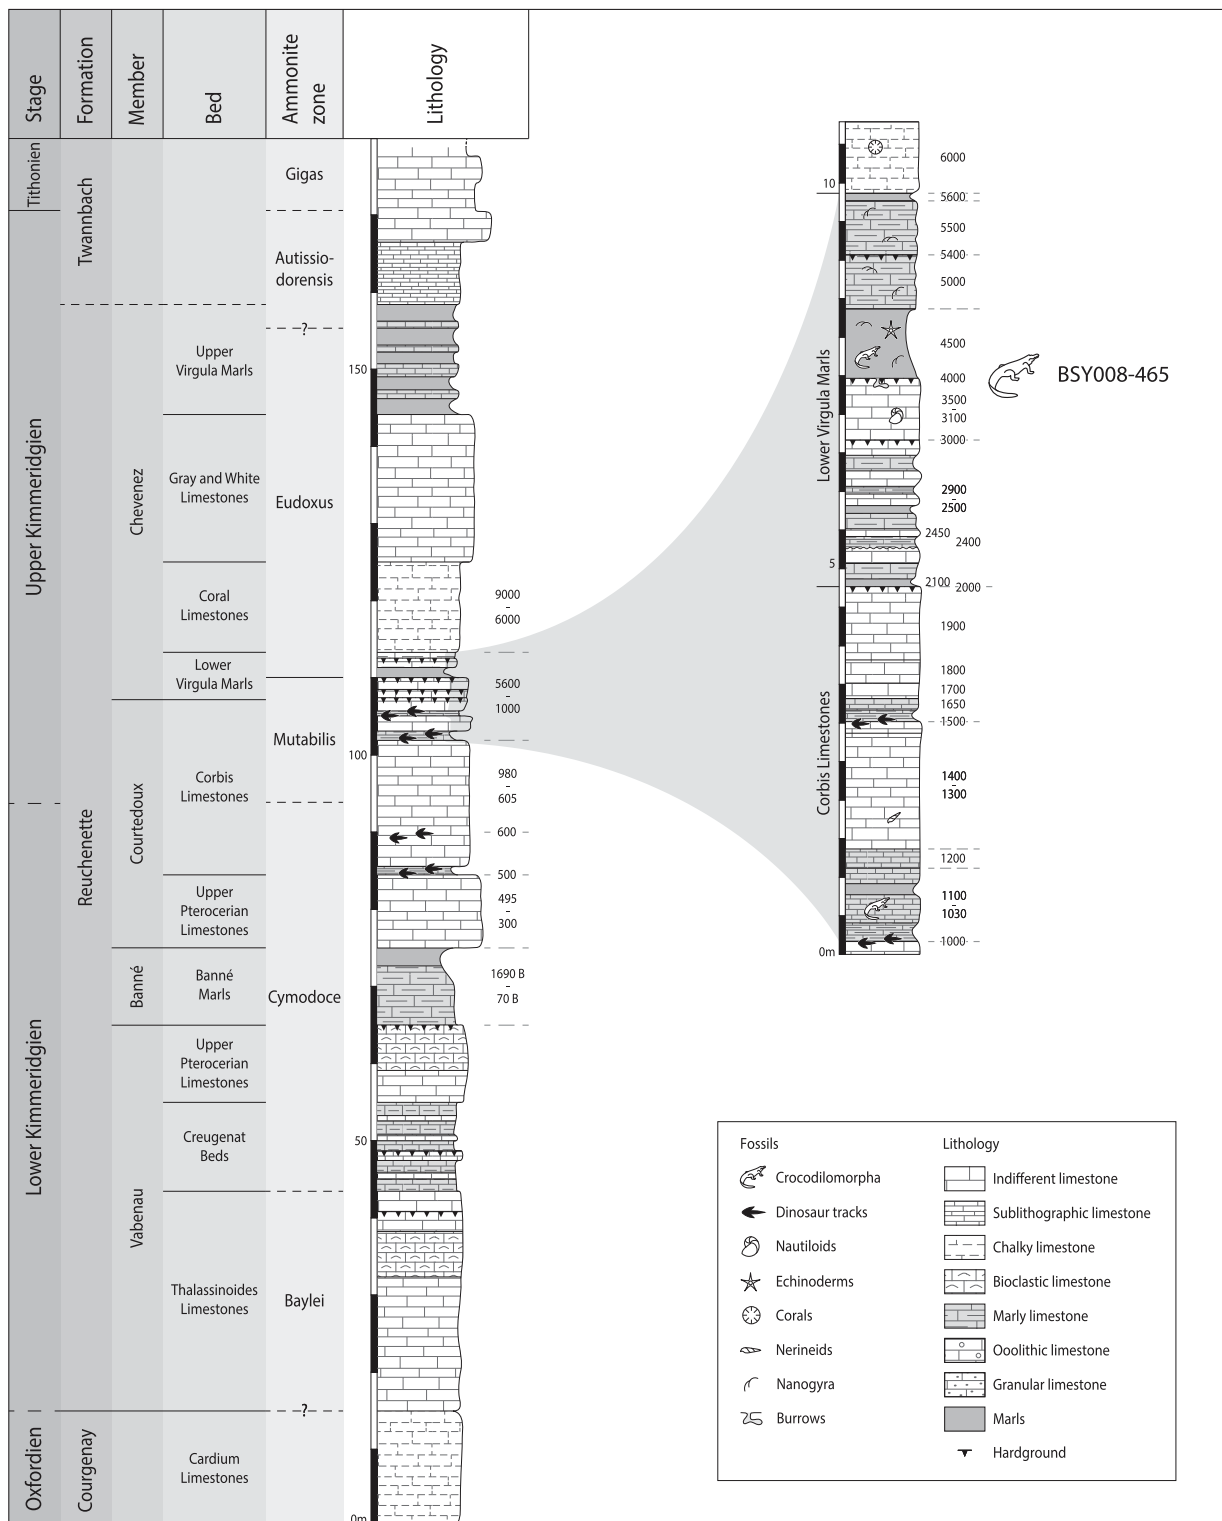 Stage
Formation
Member
Bed
Ammonite
zone
Lithology
Tithonien
Upper Kimmeridgien
Lower Kimmeridgien
Oxfordien
Twannbach
Reuchenette
Courgenay
Chevenez
Courtedoux
Banné
Vabenau
Upper
Virgula Marls
Gray and White
Limestones
Coral
Limestones
Lower
Virgula Marls
Corbis
Limestones
Upper
Pterocerian
Limestones
Banné
Marls
Upper
Pterocerian
Limestones
Creugenat
Beds
Thalassinoides
Limestones
Cardium
Limestones
Gigas
Autissio-
dorensis
?
Eudoxus
Mutabilis
Cymodoce
Baylei
?
150
100
50
0m
9000
-
6000
5600
-
1000
980
-
605
600
500
495
-
300
1690 B
-
70 B
Lower Virgula Marls
Corbis Limestones
10
5
0m
6000
5600
5500
5400
5000
4500
4000
3500
-
3100
3000
2900
-
2500
2450
2400
2100
2000
1900
1800
1700
1650
1500
1400
-
1300
1200
1100
-
1030
1000
BSY008-465
Fossils
Crocodilomorpha
Dinosaur tracks
Nautiloids
Echinoderms
Corals
Nerineids
Nanogyra
Burrows
Lithology
Indifferent limestone
Sublithographic limestone
Chalky limestone
Bioclastic limestone
Marly limestone
Ooolithic limestone
Granular limestone
Marls
Hardground